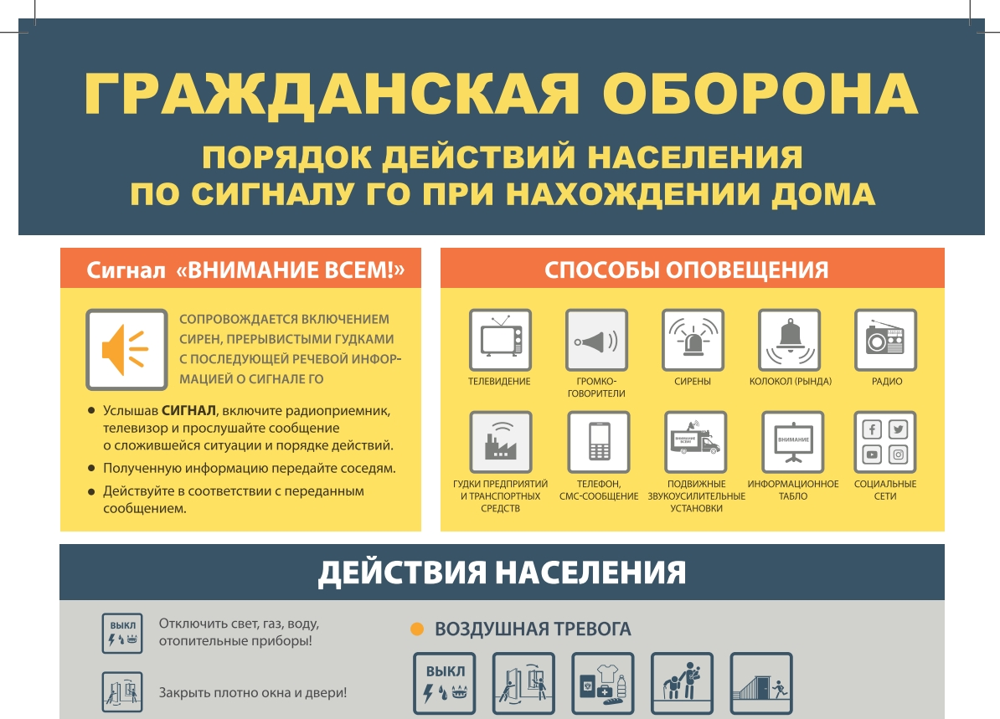 ГРАЖДАНСКАЯ ОБОРОНА
ПОРЯДОК ДЕЙСТВИЙ НАСЕЛЕНИЯ
ПО СИГНАЛУ ГО ПРИ НАХОЖДЕНИИ ДОМА
Сигнал «ВНИМАНИЕ ВСЕМ!»
СОПРОВОЖДАЕТСЯ ВКЛЮЧЕНИЕМ
СИРЕН, ПРЕРЫВИСТЫМИ ГУДКАМИ
С ПОСЛЕДУЮЩЕЙ РЕЧЕВОЙ ИНФОР-
МАЦИЕЙ О СИГНАЛЕ ГО
• Услышав СИГНАЛ, включите радиоприемник,
телевизор и прослушайте сообщение
о сложившейся ситуации и порядке действий.
• Полученную информацию передайте соседям.
• Действуйте в соответствии с переданным
сообщением.
СПОСОБЫ ОПОВЕЩЕНИЯ
ТЕЛЕВИДЕНИЕ
ГРОМКО-
ГОВОРИТЕЛИ
СИРЕНЫ
КОЛОКОЛ (РЫНДА)
РАДИО
ГУДКИ ПРЕДПРИЯТИЙ
И ТРАНСПОРТНЫХ
СРЕДСТВ
ТЕЛЕФОН,
СМС-СООБЩЕНИЕ
ВНИМАНИЕ
ВСЕМ!
ПОДВИЖНЫЕ
ЗВУКОУСИЛИТЕЛЬНЫЕ
УСТАНОВКИ
ВНИМАНИЕ
ИНФОРМАЦИОННОЕ
ТАБЛО
СОЦИАЛЬНЫЕ
СЕТИ
ДЕЙСТВИЯ НАСЕЛЕНИЯ
ВЫКЛ
Отключить свет, газ, воду,
отопительные приборы!
Закрыть плотно окна и двери!
• ВОЗДУШНАЯ ТРЕВОГА
ВЫКЛ